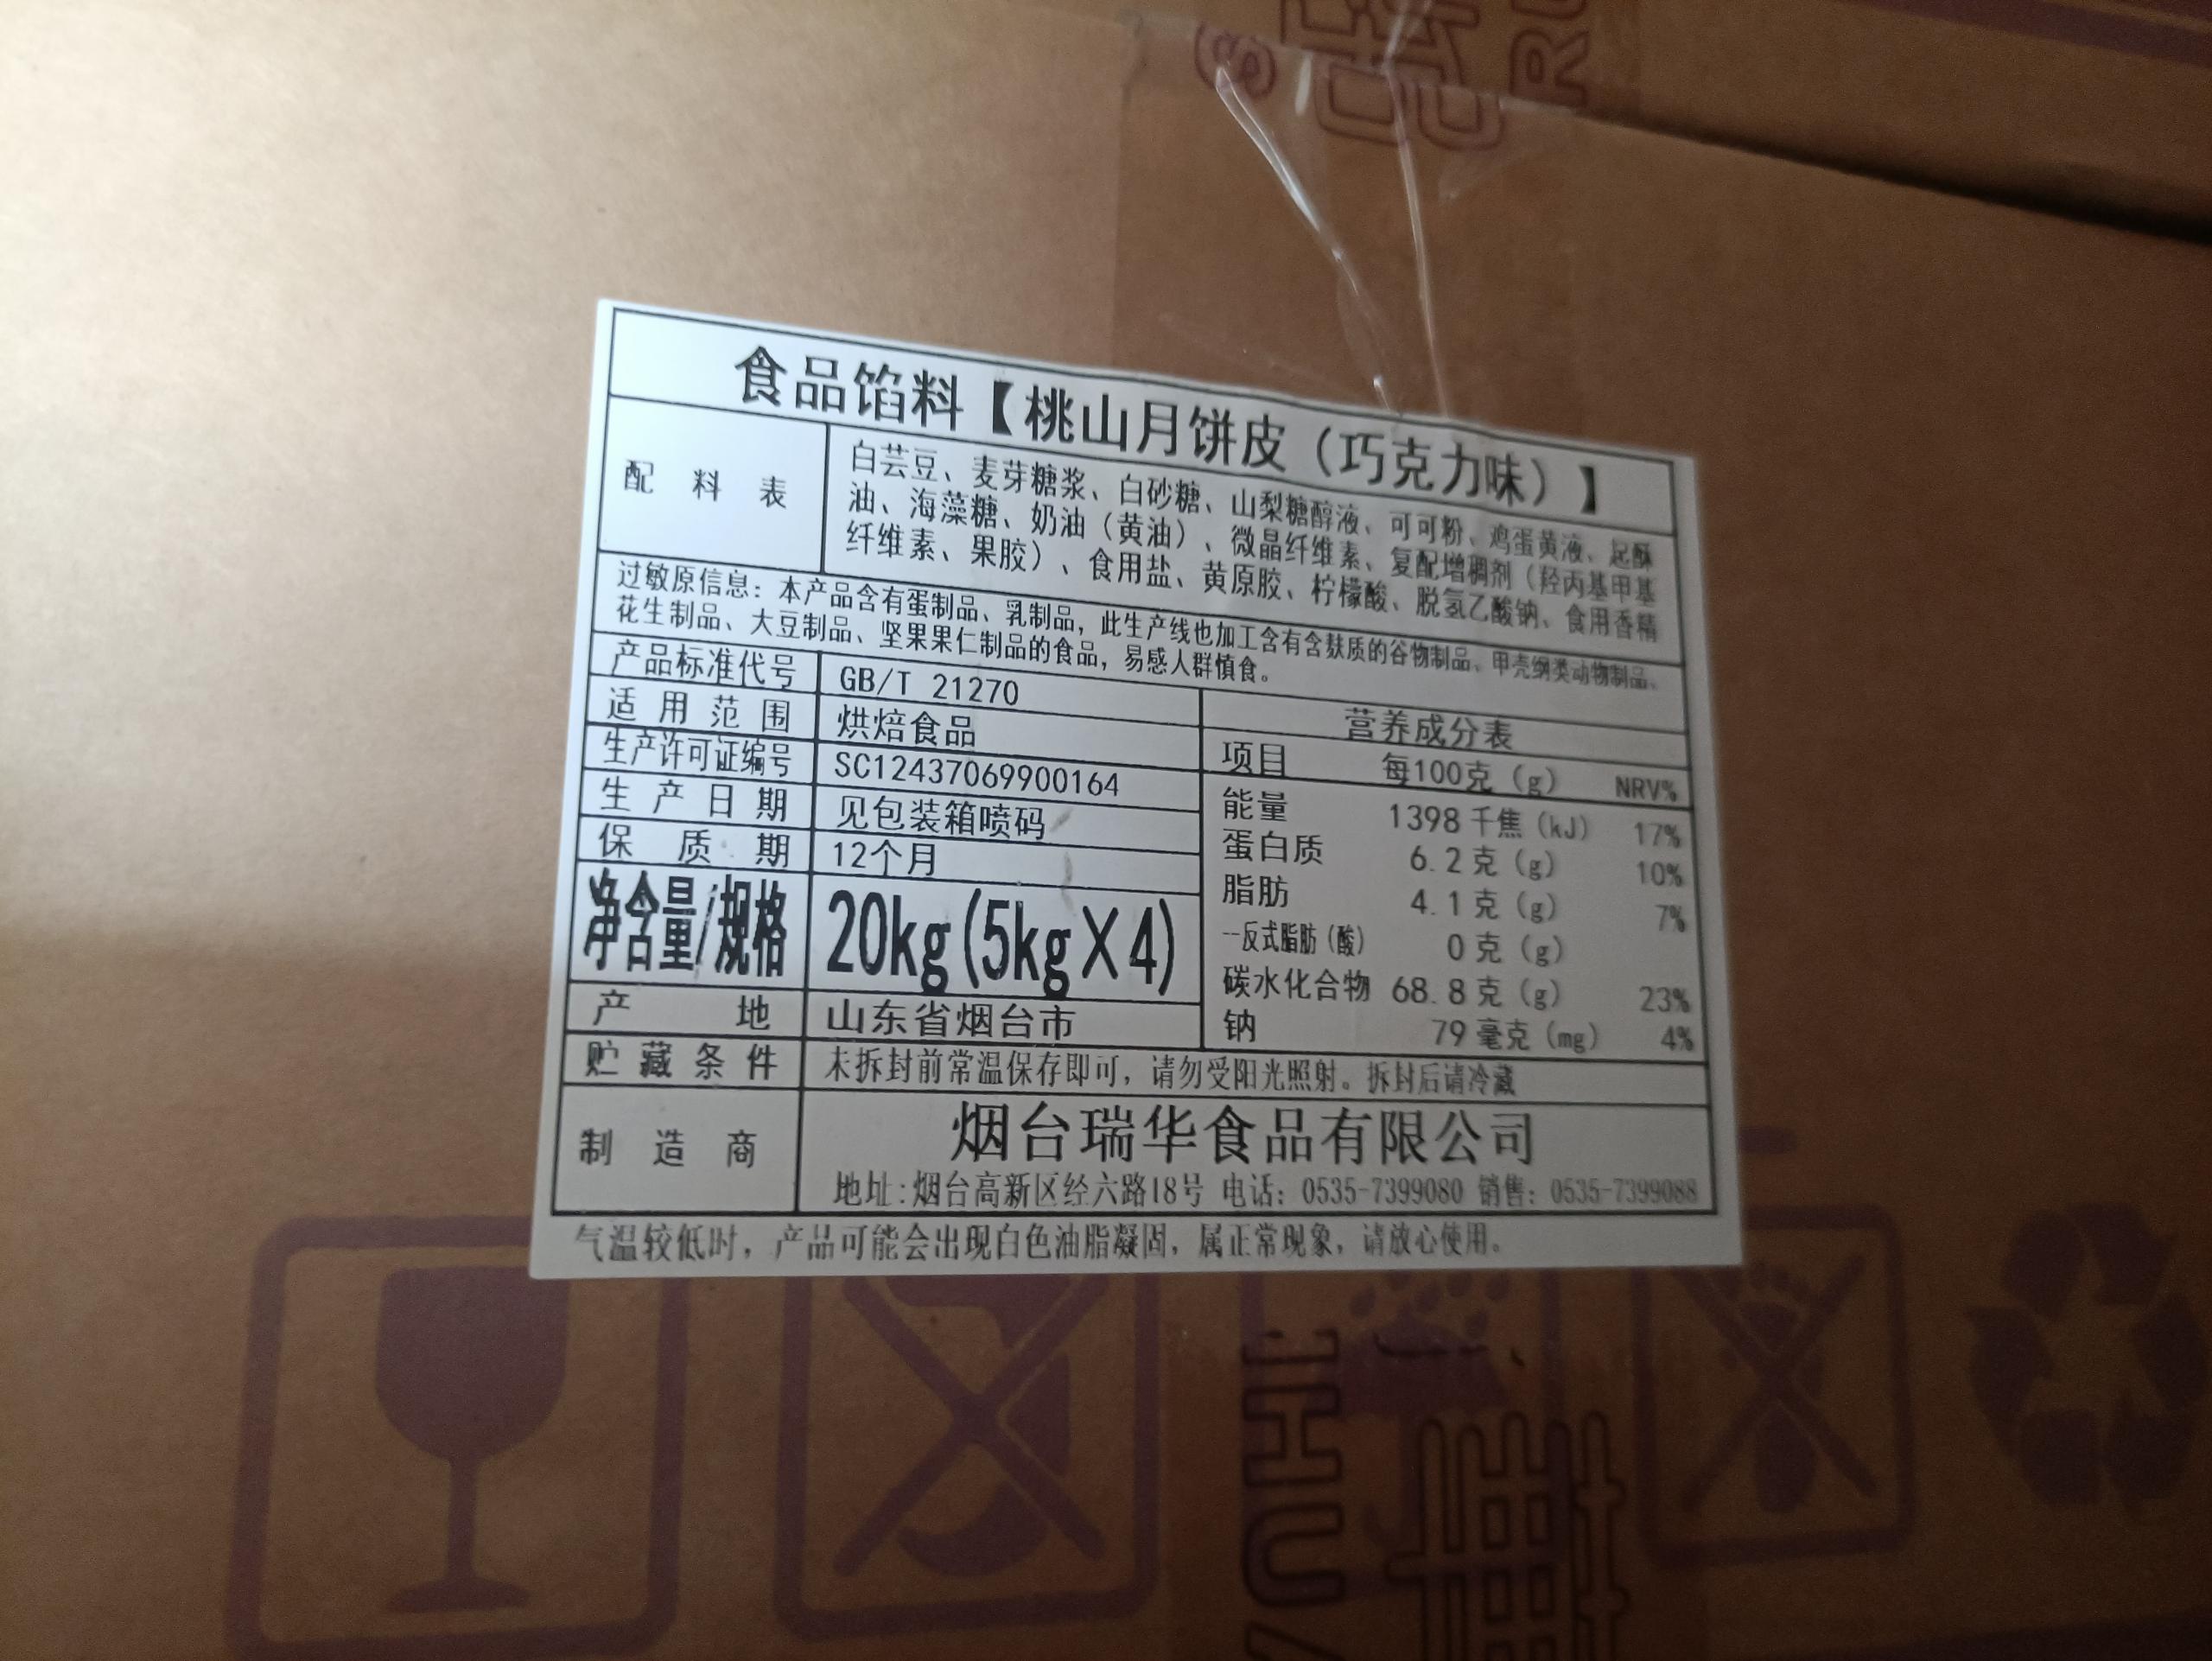 食品馅料【桃山月饼皮（巧克力味）】
配料表
白芸豆、麦芽糖浆、白砂糖、山梨糖醇液、可可粉、鸡蛋黄液、起酥
油、海藻糖、奶油（黄油）、微晶纤维素、复配增稠剂（羟丙基甲基
纤维素、果胶）、食用盐、黄原胶、柠檬酸、脱氢乙酸钠、食用香精
过敏原信息：本产品含有蛋制品、乳制品，此生产线也加工含有含麸质的谷物制品、甲壳纲类动物制品、
花生制品、大豆制品、坚果果仁制品的食品，易感人群慎食。
产品标准代号 GB/T 21270
适用范围 烘焙食品
生产许可证编号 SC12437069900164
生产日期 见包装箱喷码
保质期 12个月
净含量/规格 20kg(5kg×4)
产地 山东省烟台市
营养成分表
项目 每100克（g） NRV%
能量 1398千焦（kJ） 17%
蛋白质 6.2克（g） 10%
脂肪 4.1克（g） 7%
--反式脂肪（酸） 0克（g）
碳水化合物 68.8克（g） 23%
钠 79毫克（mg） 4%
贮藏条件 未拆封前常温保存即可，请勿受阳光照射。拆封后请冷藏
制造商 烟台瑞华食品有限公司
地址:烟台高新区经六路18号 电话：0535-7399080 销售：0535-7399088
气温较低时，产品可能会出现白色油脂凝固，属正常现象，请放心使用。
华